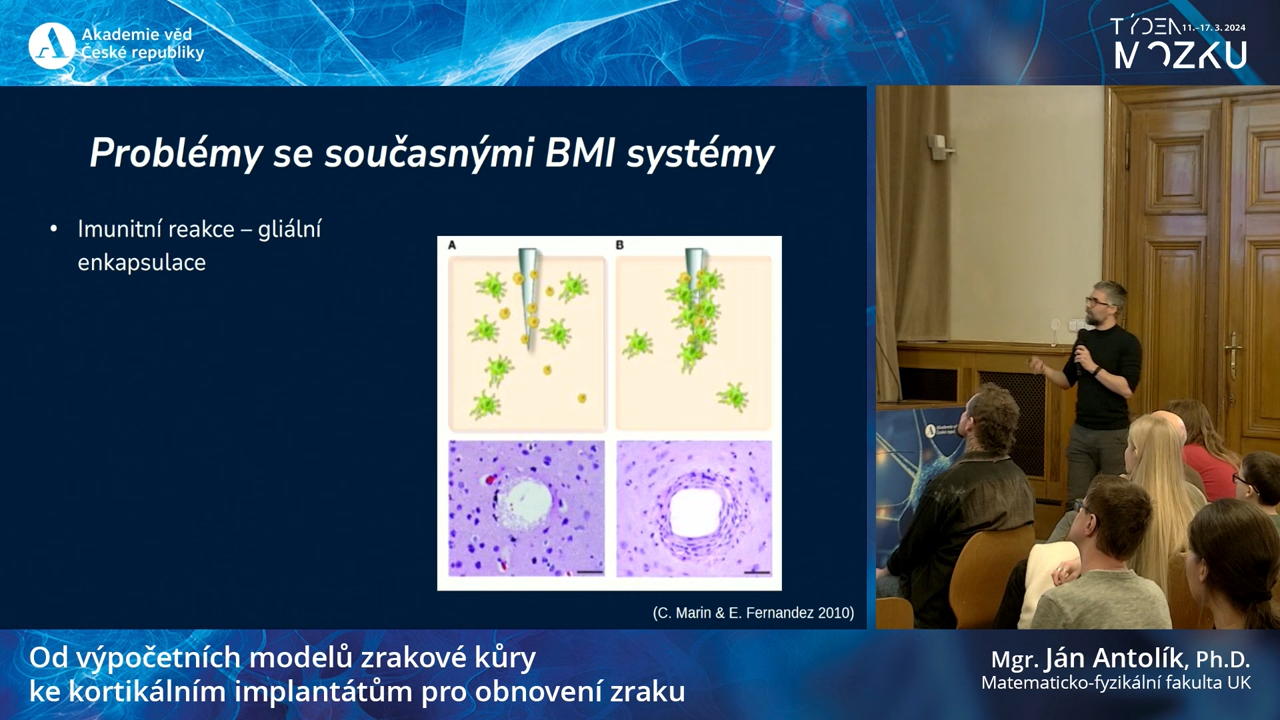 Akademie věd
České republiky
TÝDEN 11.–17. 3. 2024
MOZKU
Problémy se současnými BMI systémy
• Imunitní reakce – gliální
enkapsulace
A
B
(C. Marin & E. Fernandez 2010)
Od výpočetních modelů zrakové kůry
ke kortikálním implantátům pro obnovení zraku
Mgr. Ján Antolík, Ph.D.
Matematicko-fyzikální fakulta UK